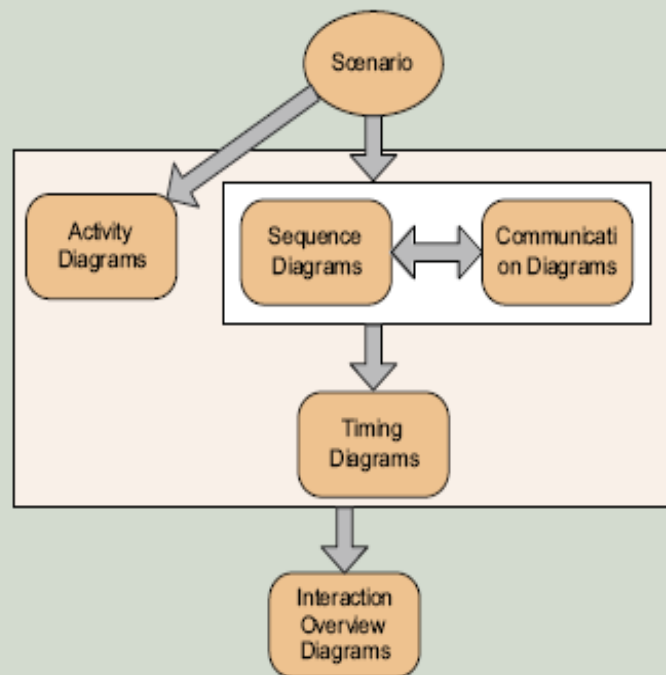 Scenario
Activity
Diagrams
Sequence
Diagrams
Communicati
on Diagrams
Timing
Diagrams
Interaction
Overview
Diagrams